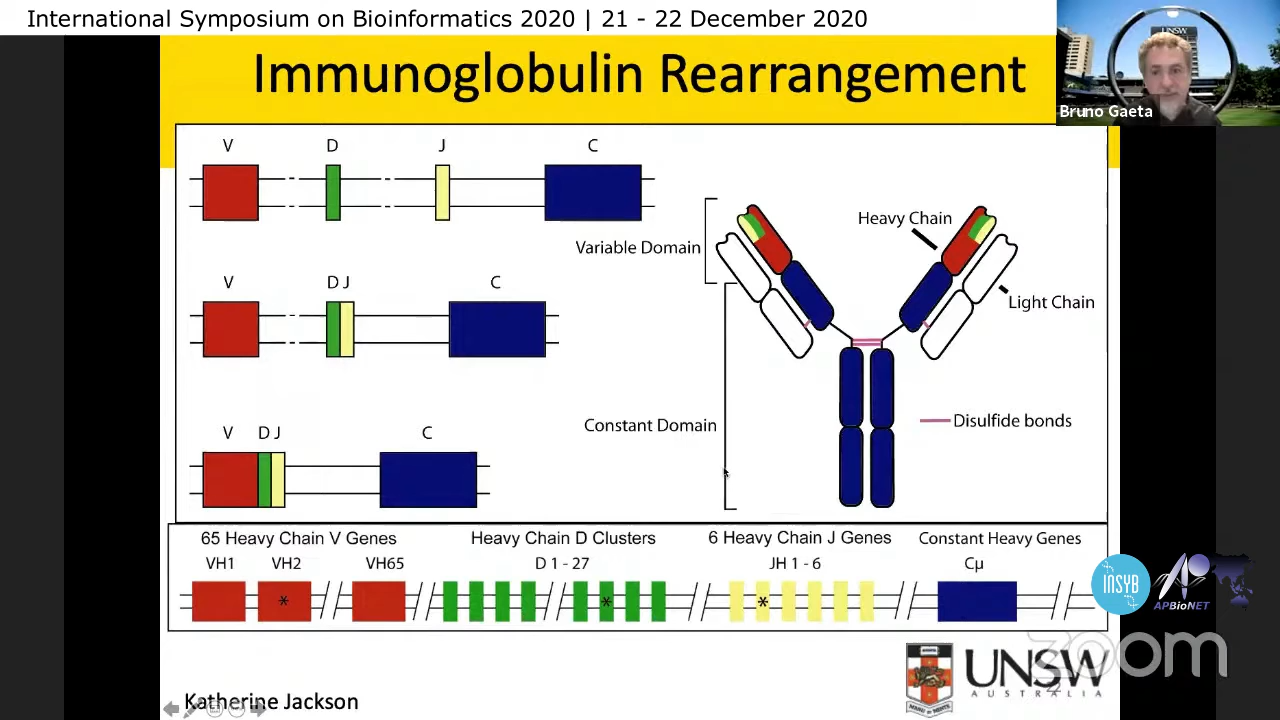 International Symposium on Bioinformatics 2020 | 21 - 22 December 2020
Immunoglobulin Rearrangement
UNSW
Bruno Gaeta
V D J C
Heavy Chain
Variable Domain
V D J C
Light Chain
Constant Domain
Disulfide bonds
V D J C
65 Heavy Chain V Genes Heavy Chain D Clusters 6 Heavy Chain J Genes Constant Heavy Genes
VH1 VH2 VH65 D 1 - 27 JH 1 - 6 Cμ
* * *
INSYB
APBioNET
zoom
UNSW
AUSTRALIA
Katherine Jackson